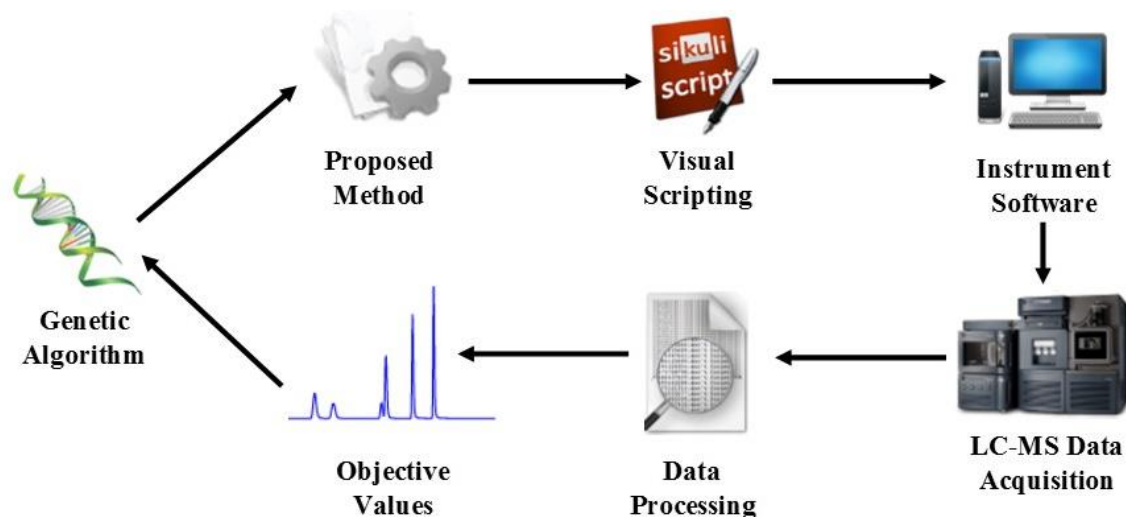 sikuli
script
Proposed
Method
Visual
Scripting
Instrument
Software
Genetic
Algorithm
Objective
Values
Data
Processing
LC-MS Data
Acquisition